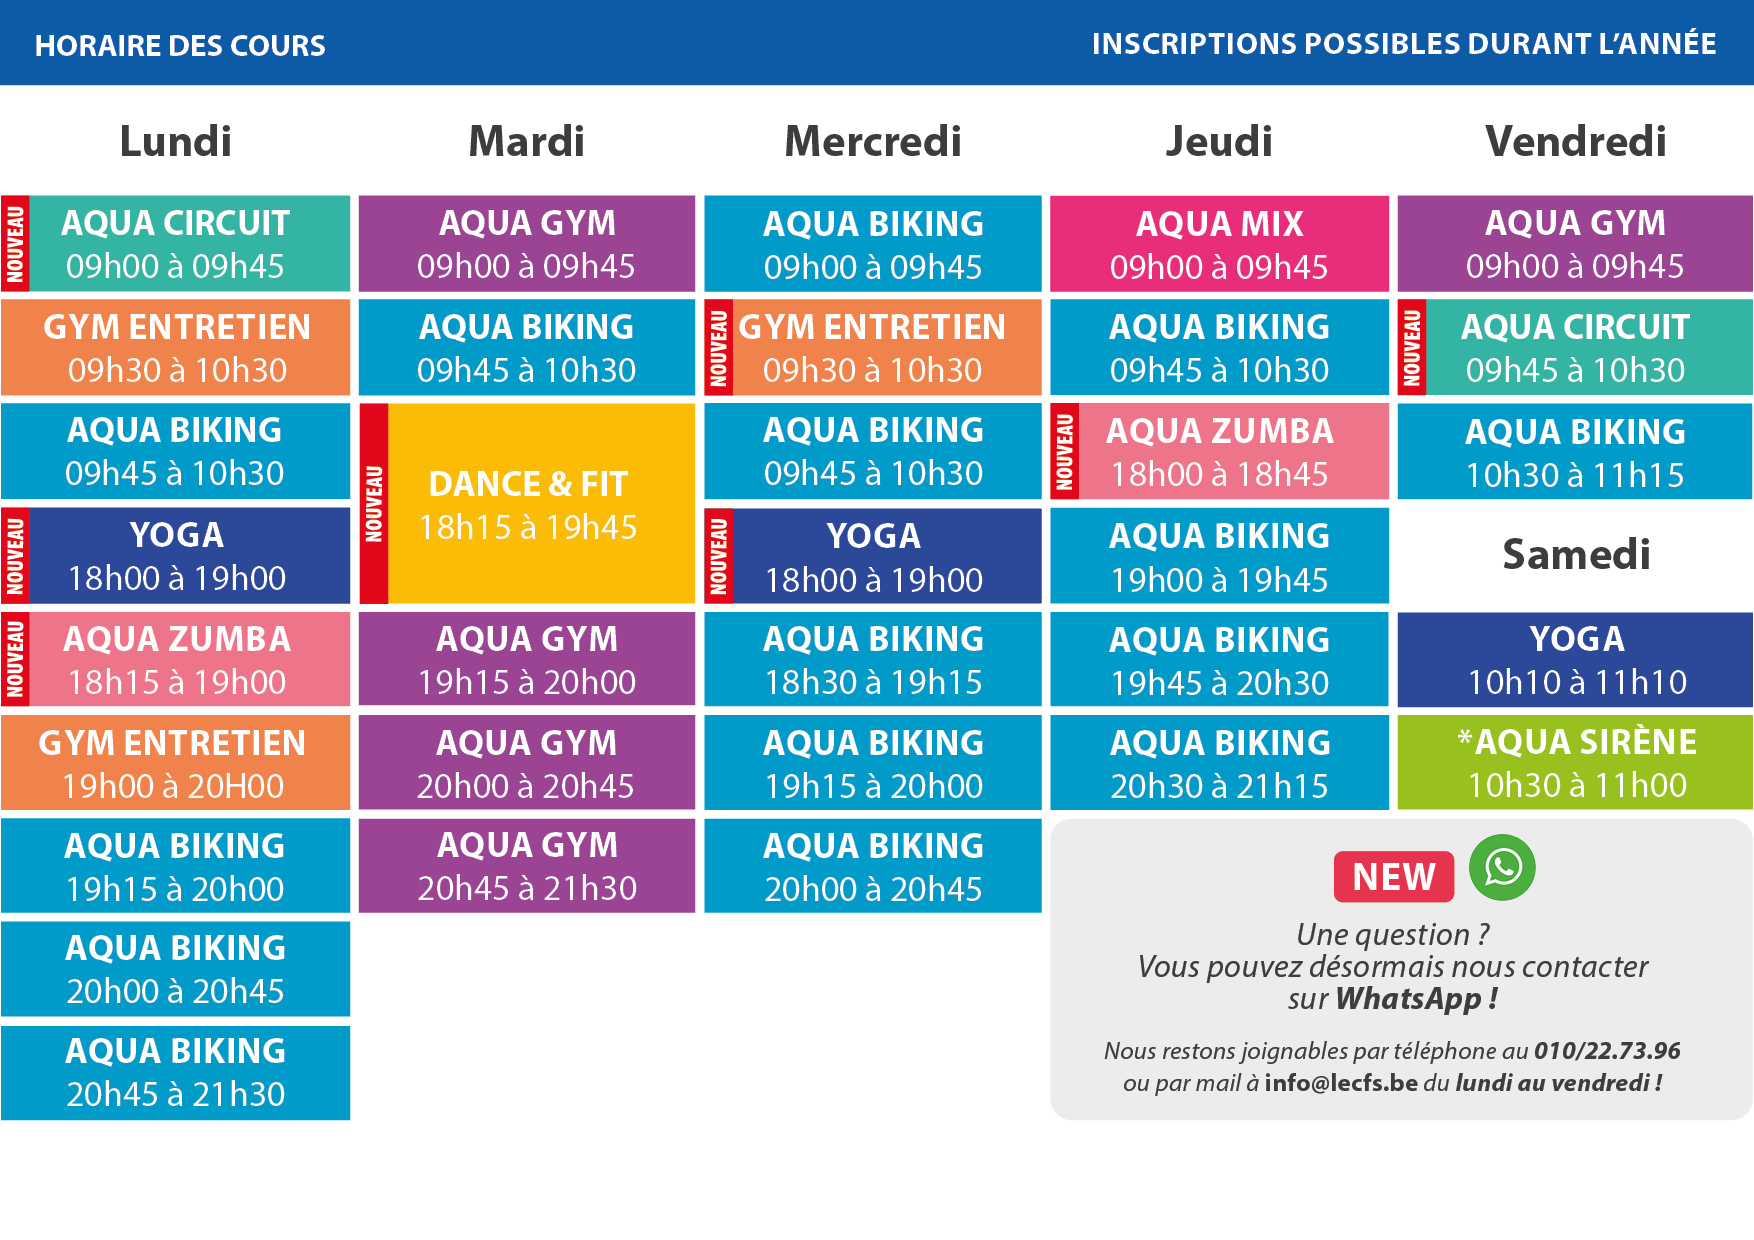 HORAIRE DES COURS
INSCRIPTIONS POSSIBLES DURANT L'ANNÉE
Lundi
NOUVEAU
AQUA CIRCUIT
09h00 à 09h45
GYM ENTRETIEN
09h30 à 10h30
AQUA BIKING
09h45 à 10h30
NOUVEAU
YOGA
18h00 à 19h00
NOUVEAU
AQUA ZUMBA
18h15 à 19h00
GYM ENTRETIEN
19h00 à 20H00
AQUA BIKING
19h15 à 20h00
AQUA BIKING
20h00 à 20h45
AQUA BIKING
20h45 à 21h30
Mardi
AQUA GYM
09h00 à 09h45
AQUA BIKING
09h45 à 10h30
NOUVEAU
DANCE & FIT
18h15 à 19h45
AQUA GYM
19h15 à 20h00
AQUA GYM
20h00 à 20h45
AQUA GYM
20h45 à 21h30
Mercredi
AQUA BIKING
09h00 à 09h45
NOUVEAU
GYM ENTRETIEN
09h30 à 10h30
AQUA BIKING
09h45 à 10h30
NOUVEAU
YOGA
18h00 à 19h00
AQUA BIKING
18h30 à 19h15
AQUA BIKING
19h15 à 20h00
AQUA BIKING
20h00 à 20h45
Jeudi
AQUA MIX
09h00 à 09h45
AQUA BIKING
09h45 à 10h30
NOUVEAU
AQUA ZUMBA
18h00 à 18h45
AQUA BIKING
19h00 à 19h45
AQUA BIKING
19h45 à 20h30
AQUA BIKING
20h30 à 21h15
Vendredi
AQUA GYM
09h00 à 09h45
NOUVEAU
AQUA CIRCUIT
09h45 à 10h30
AQUA BIKING
10h30 à 11h15
Samedi
YOGA
10h10 à 11h10
*AQUA SIRÈNE
10h30 à 11h00
NEW
Une question ?
Vous pouvez désormais nous contacter
sur WhatsApp !
Nous restons joignables par téléphone au 010/22.73.96
ou par mail à info@lecfs.be du lundi au vendredi !